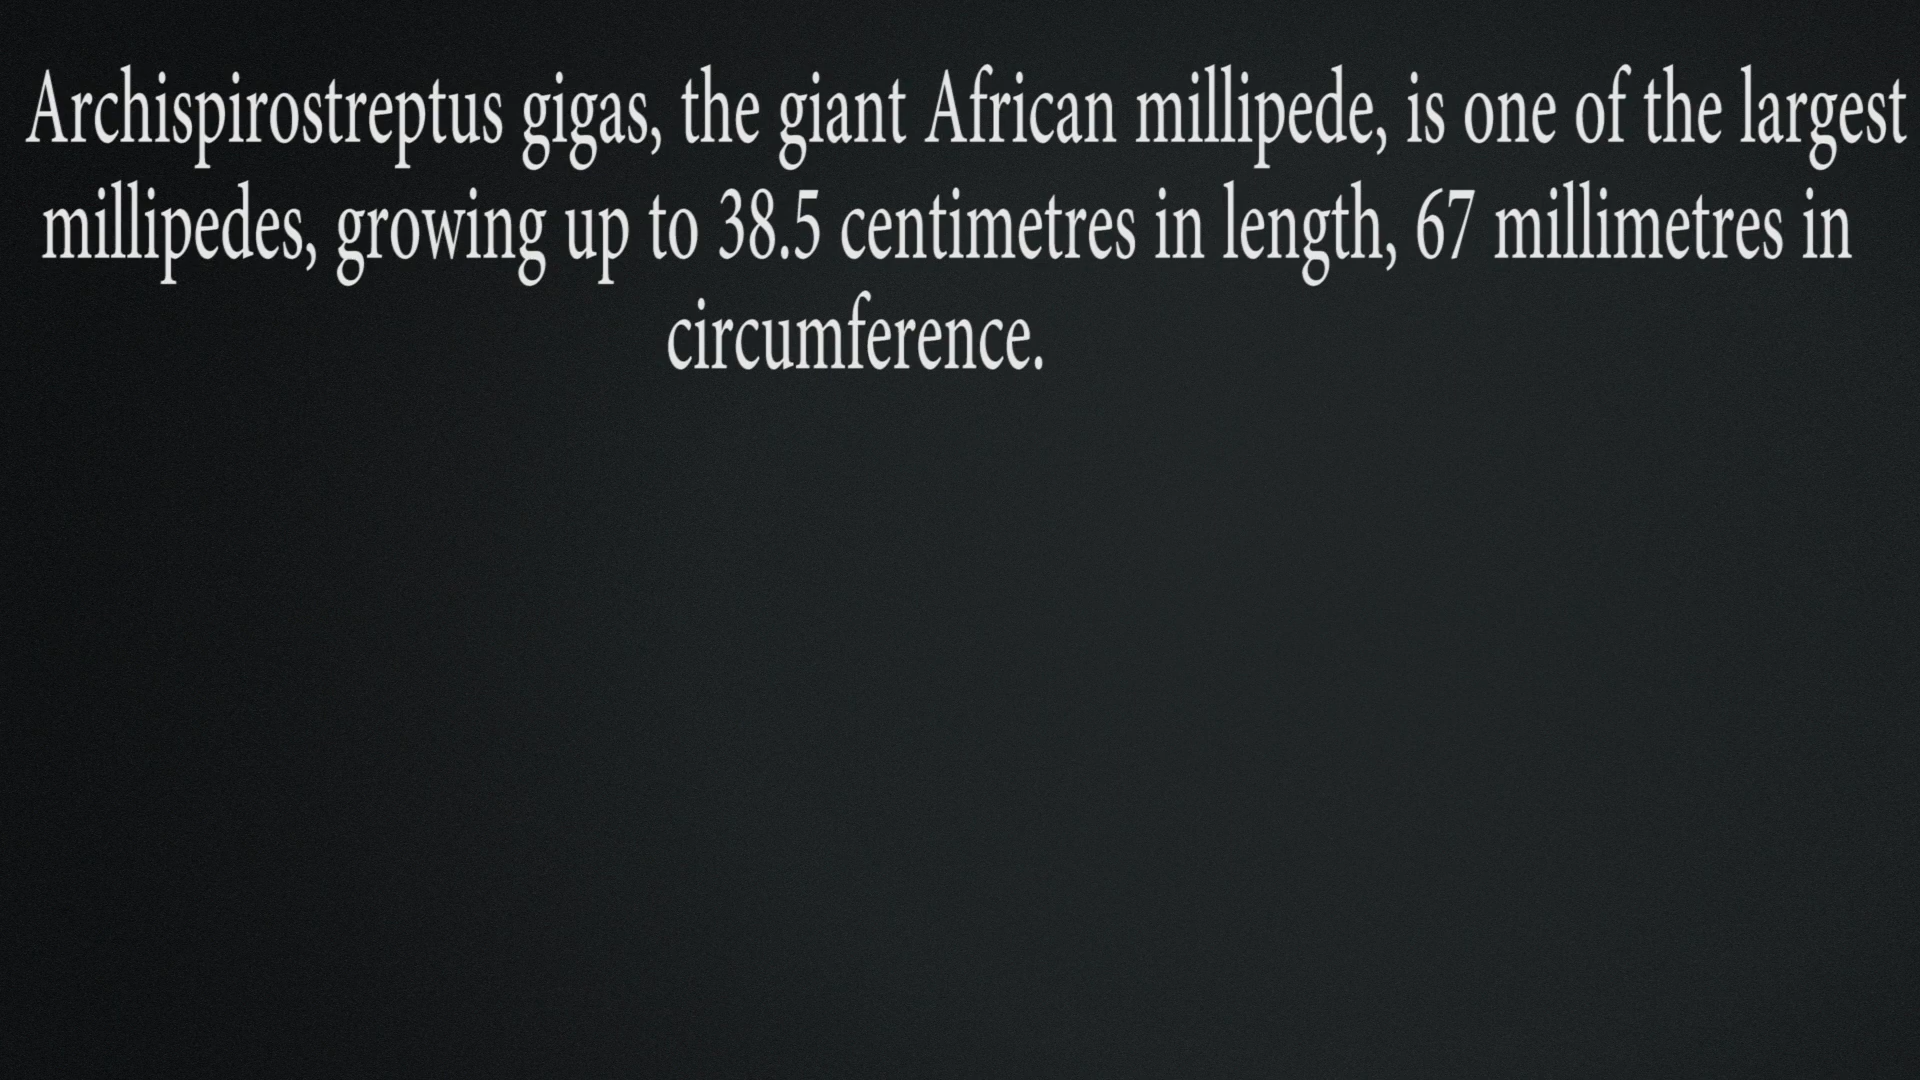 Archispirostreptus gigas, the giant African millipede, is one of the largest
millipedes, growing up to 38.5 centimetres in length, 67 millimetres in
circumference.